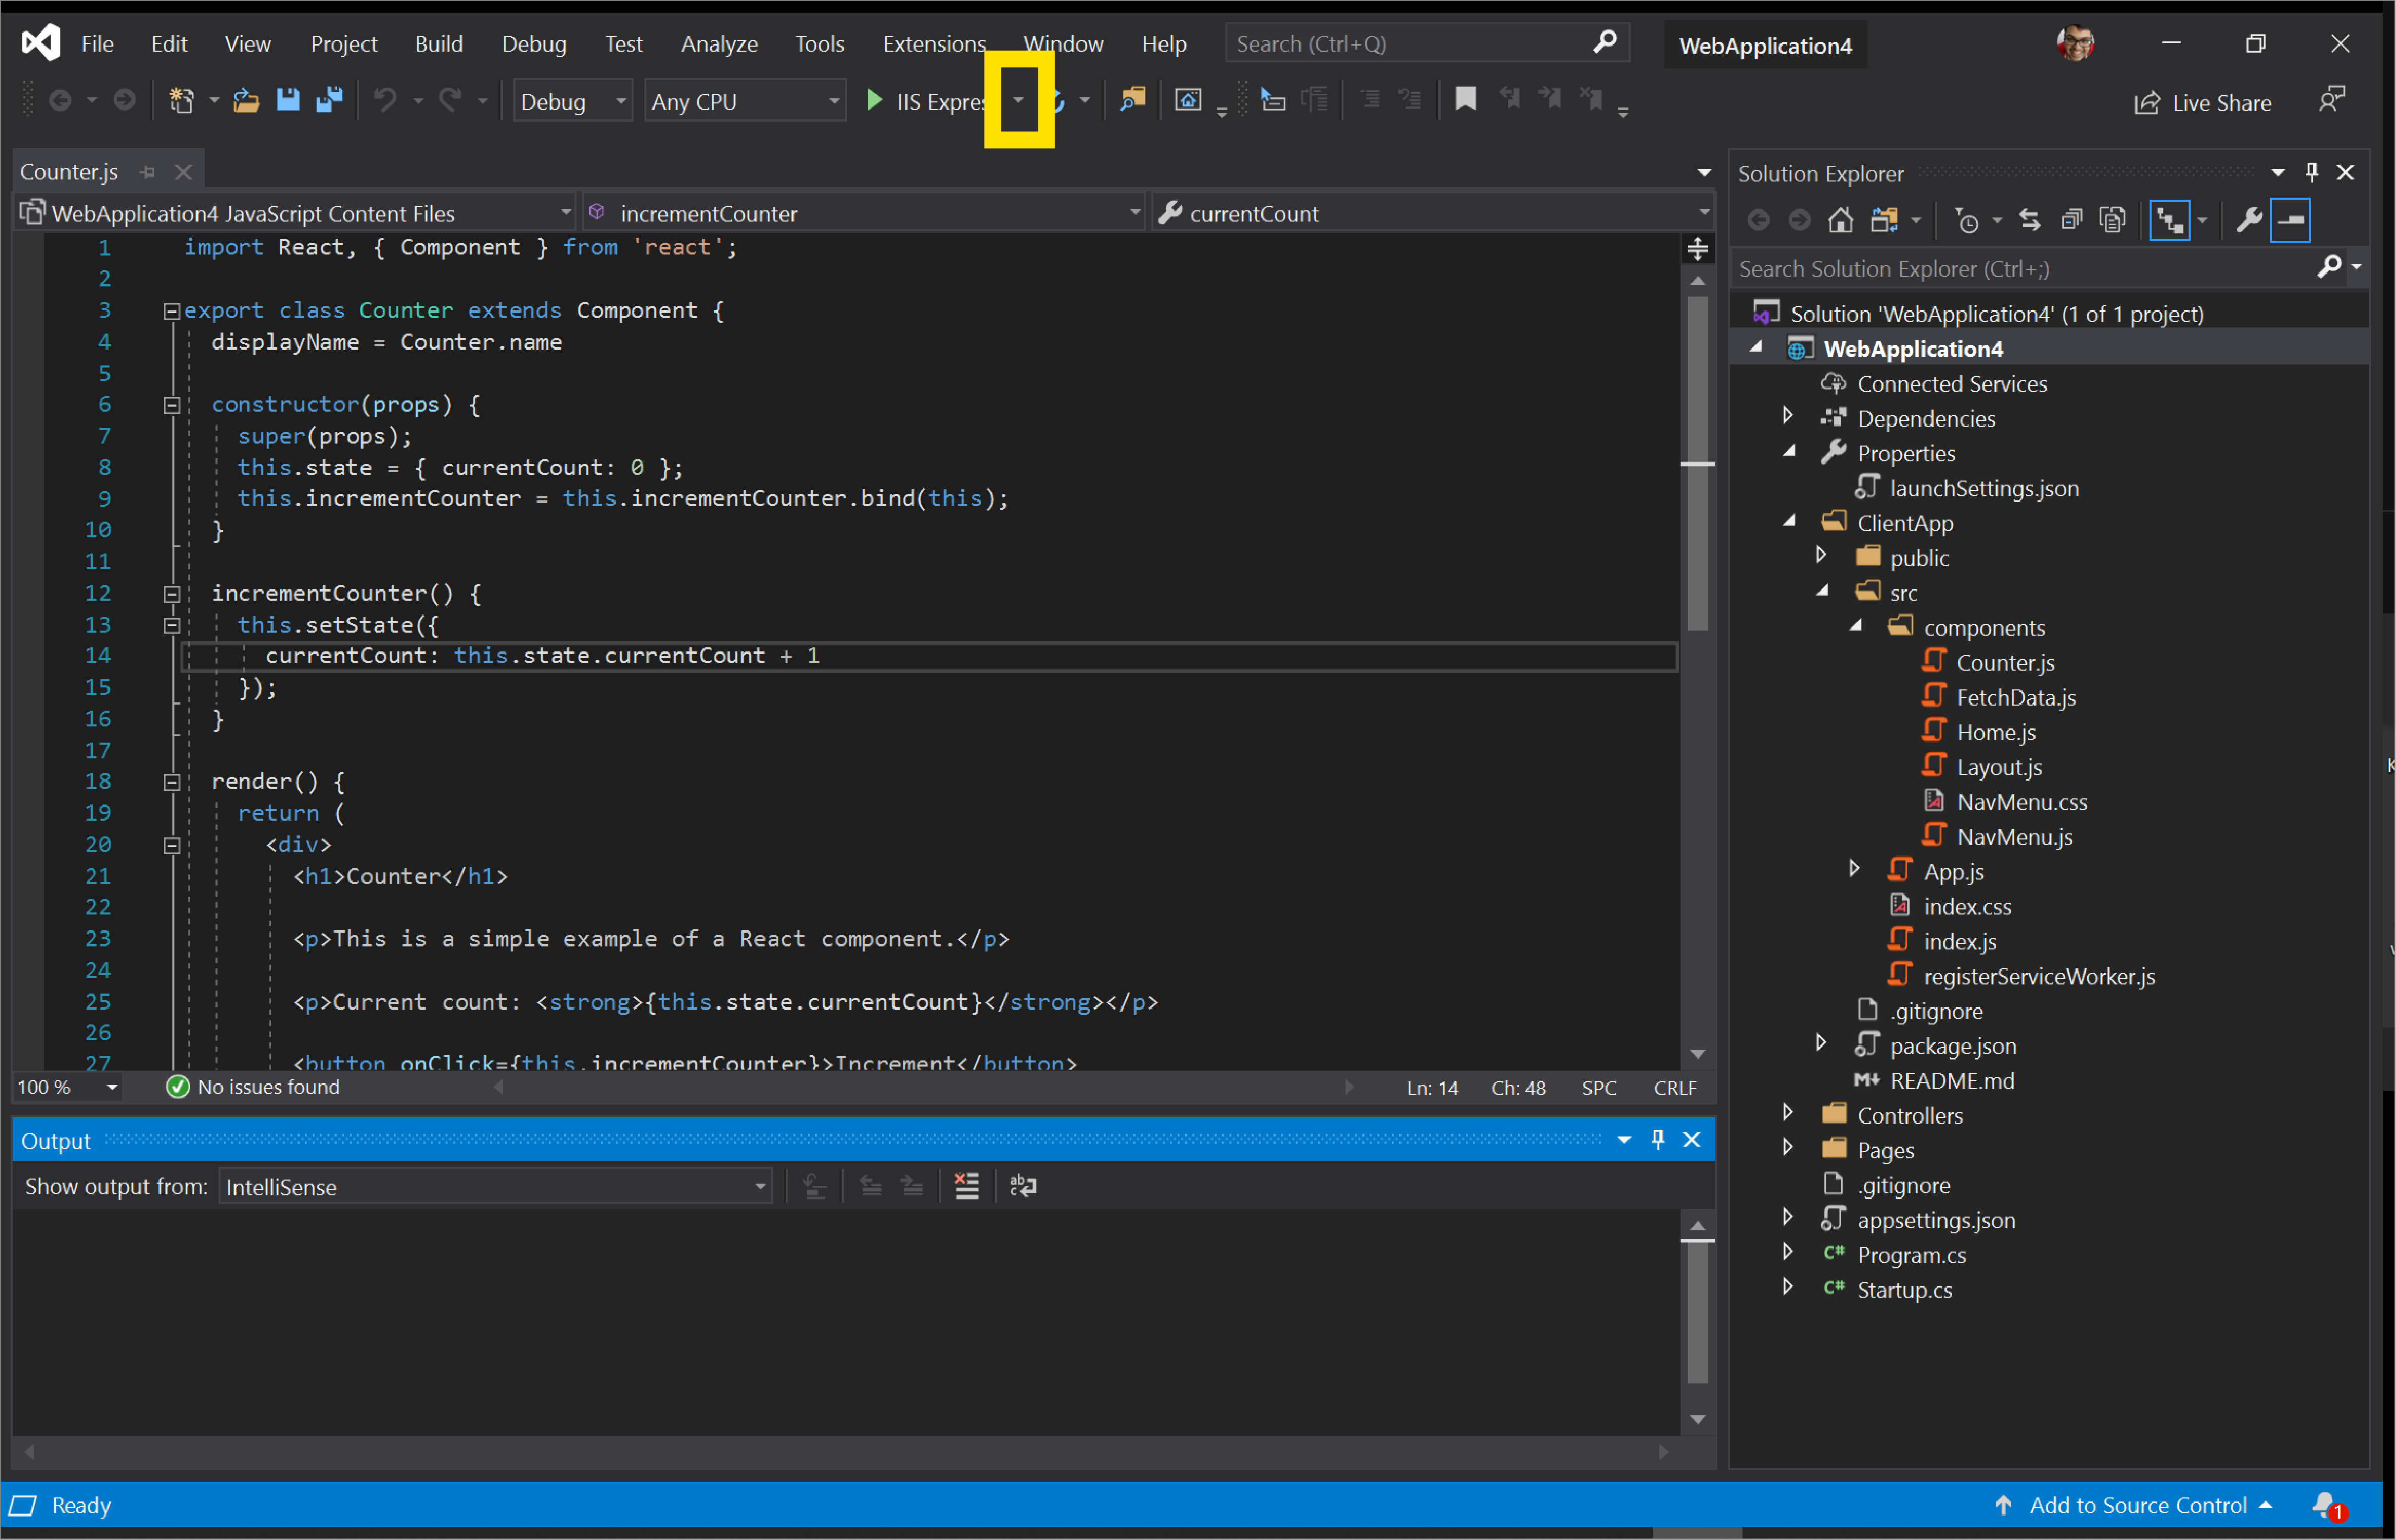 File Edit View Project Build Debug Test Analyze Tools Extensions Window Help Search (Ctrl+Q) WebApplication4
Debug Any CPU IIS Expres Live Share
Counter.js
WebApplication4 JavaScript Content Files incrementCounter currentCount
1 import React, { Component } from 'react';
2
3 export class Counter extends Component {
4 displayName = Counter.name
5
6 constructor(props) {
7 super(props);
8 this.state = { currentCount: 0 };
9 this.incrementCounter = this.incrementCounter.bind(this);
10 }
11
12 incrementCounter() {
13 this.setState({
14 currentCount: this.state.currentCount + 1
15 });
16 }
17
18 render() {
19 return (
20 <div>
21 <h1>Counter</h1>
22
23 <p>This is a simple example of a React component.</p>
24
25 <p>Current count: <strong>{this.state.currentCount}</strong></p>
26
27 <button onClick={this.incrementCounter}>Increment</button>
100 % No issues found Ln: 14 Ch: 48 SPC CRLF
Output
Show output from: IntelliSense
Solution Explorer
Search Solution Explorer (Ctrl+;)
Solution 'WebApplication4' (1 of 1 project)
WebApplication4
Connected Services
Dependencies
Properties
launchSettings.json
ClientApp
public
src
components
Counter.js
FetchData.js
Home.js
Layout.js
NavMenu.css
NavMenu.js
App.js
index.css
index.js
registerServiceWorker.js
.gitignore
package.json
README.md
Controllers
Pages
.gitignore
appsettings.json
C# Program.cs
C# Startup.cs
Ready Add to Source Control 1